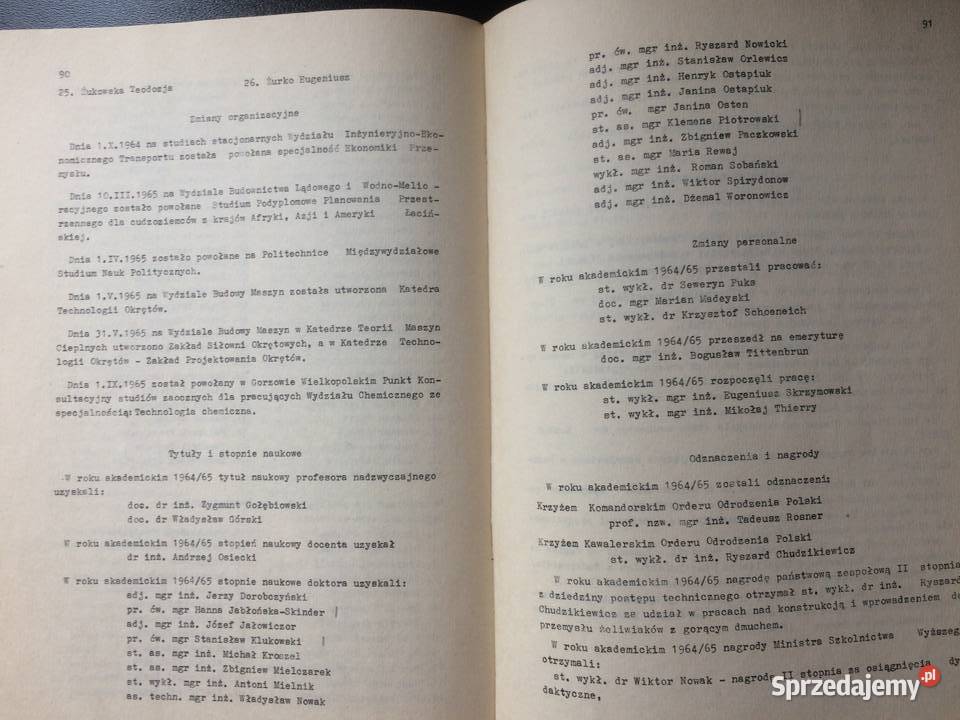 90
25. Żukowska Teodozja 26. Żurko Eugeniusz
Zmiany organizacyjne
Dnia 1.X.1964 na studiach stacjonarnych Wydziału Inżynieryjno-Eko-
nomicznego Transportu została powołana specjalność Ekonomiki Prze-
mysłu.
Dnia 10.III.1965 na Wydziale Budownictwa Lądowego i Wodno-Melio -
racyjnego zostało powołane Studium Podyplomowe Planowania Przest-
rzennego dla cudzoziemców z krajów Afryki, Azji i Ameryki Łaciń-
skiej.
Dnia 1.IV.1965 zostało powołane na Politechnice Międzywydziałowe
Studium Nauk Politycznych.
Dnia 1.V.1965 na Wydziale Budowy Maszyn została utworzona Katedra
Technologii Okrętów.
Dnia 31.V.1965 na Wydziale Budowy Maszyn w Katedrze Teorii Maszyn
Cieplnych utworzono Zakład Siłowni Okrętowych, a w Katedrze Techno-
logii Okrętów - Zakład Projektowania Okrętów.
Dnia 1.IX.1965 został powołany w Gorzowie Wielkopolskim Punkt Kon-
sultacyjny studiów zaocznych dla pracujących Wydziału Chemicznego ze
specjalnością: Technologia chemiczna.
Tytuły i stopnie naukowe
W roku akademickim 1964/65 tytuł naukowy profesora nadzwyczajnego
uzyskali:
doc. dr inż. Zygmunt Gołębiowski
doc. dr Władysław Górski
W roku akademickim 1964/65 stopień naukowy docenta uzyskał
dr inż. Andrzej Osiecki
W roku akademickim 1964/65 stopnie naukowe doktora uzyskali:
adj. mgr inż. Jerzy Dorobczyński
pr. ćw. mgr Hanna Jabłońska-Skinder
adj. mgr inż. Józef Jałowiczor
pr. ćw. mgr Stanisław Klukowski
st. as. mgr inż. Michał Kroczel
st. as. mgr inż. Zbigniew Mielczarek
st. wykł. mgr inż. Antoni Mielnik
as. techn. mgr inż. Władysław Nowak
91
pr. ćw. mgr inż. Ryszard Nowicki
adj. mgr inż. Stanisław Orlewicz
adj. mgr inż. Henryk Ostapiuk
adj. mgr inż. Janina Ostapiuk
pr. ćw. mgr Janina Osten
st. as. mgr Klemens Piotrowski
adj. mgr inż. Zbigniew Paczkowski
st. as. mgr Maria Rewaj
wykł. mgr inż. Roman Sobański
adj. mgr inż. Wiktor Spirydonow
adj. mgr inż. Dżemal Woronowicz
Zmiany personalne
W roku akademickim 1964/65 przestali pracować:
st. wykł. dr Seweryn Fuks
doc. mgr Marian Madeyski
st. wykł. dr Krzysztof Schoeneich
W roku akademickim 1964/65 przeszedł na emeryturę
doc. mgr inż. Bogusław Tittenbrun
W roku akademickim 1964/65 rozpoczęli pracę:
st. wykł. mgr inż. Eugeniusz Skrzymowski
st. wykł. mgr inż. Mikołaj Thierry
Odznaczenia i nagrody
W roku akademickim 1964/65 zostali odznaczeni:
Krzyżem Komandorskim Orderu Odrodzenia Polski
prof. nzw. mgr inż. Tadeusz Rosner
Krzyżem Kawalerskim Orderu Odrodzenia Polski
st. wykł. dr inż. Ryszard Chudzikiewicz
W roku akademickim 1964/65 nagrodę państwową zespołową II stopnia
z dziedziny postępu technicznego otrzymał st. wykł. dr inż. Ryszard
Chudzikiewicz za udział w pracach nad konstrukcją i wprowadzeniem do
przemysłu żeliwiaków z gorącym dmuchem.
W roku akademickim 1964/65 nagrody Ministra Szkolnictwa Wyższeg
otrzymali:
st. wykł. dr Wiktor Nowak - nagrodę II stopnia za osiągnięcia dy
daktyczne,
Sprzedajemy.pl